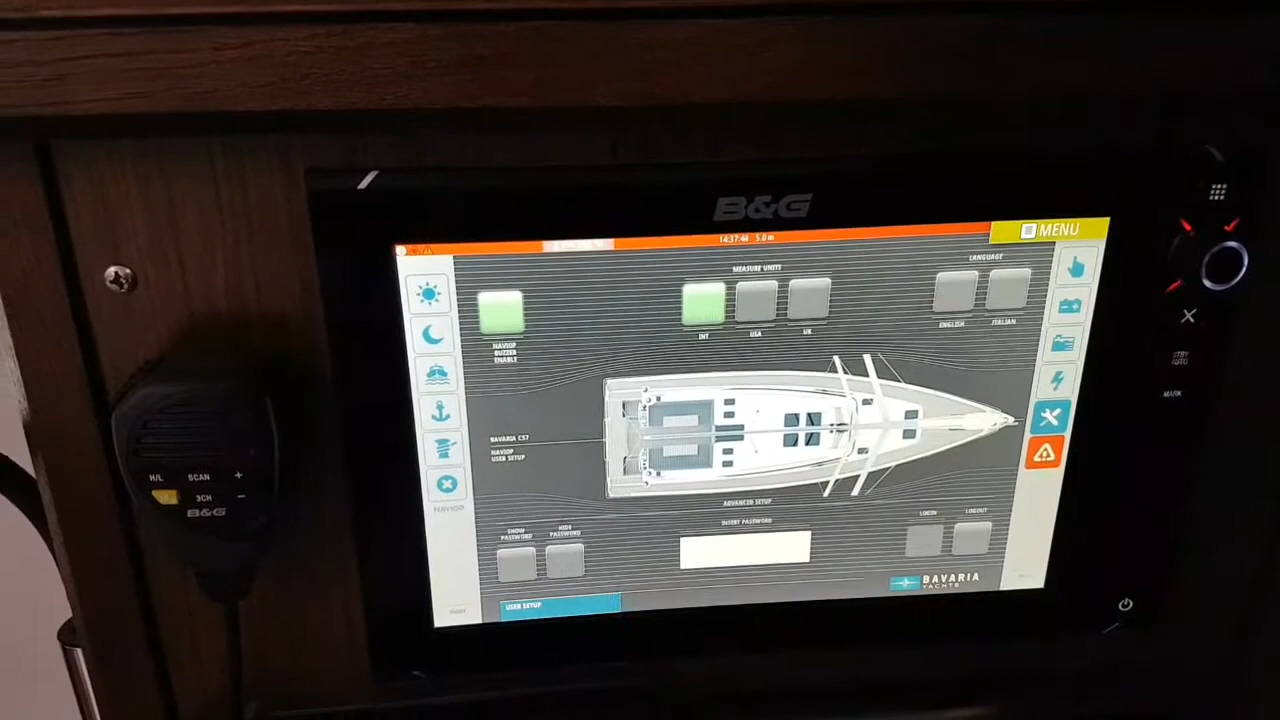 B&G
14:37:44 5.0 m
MENU
MEASURE UNITS
LANGUAGE
NAVIOP
BUZZER
ENABLE
INT
USA
UK
ENGLISH
ITALIAN
BAVARIA C57
NAVIOP
USER SETUP
ADVANCED SETUP
SHOW
PASSWORD
HIDE
PASSWORD
INSERT PASSWORD
LOGIN
LOGOUT
BAVARIA
YACHTS
USER SETUP
NAVIOP
STBY
AUTO
MARK
H/L
SCAN
+
3CH
-
B&G